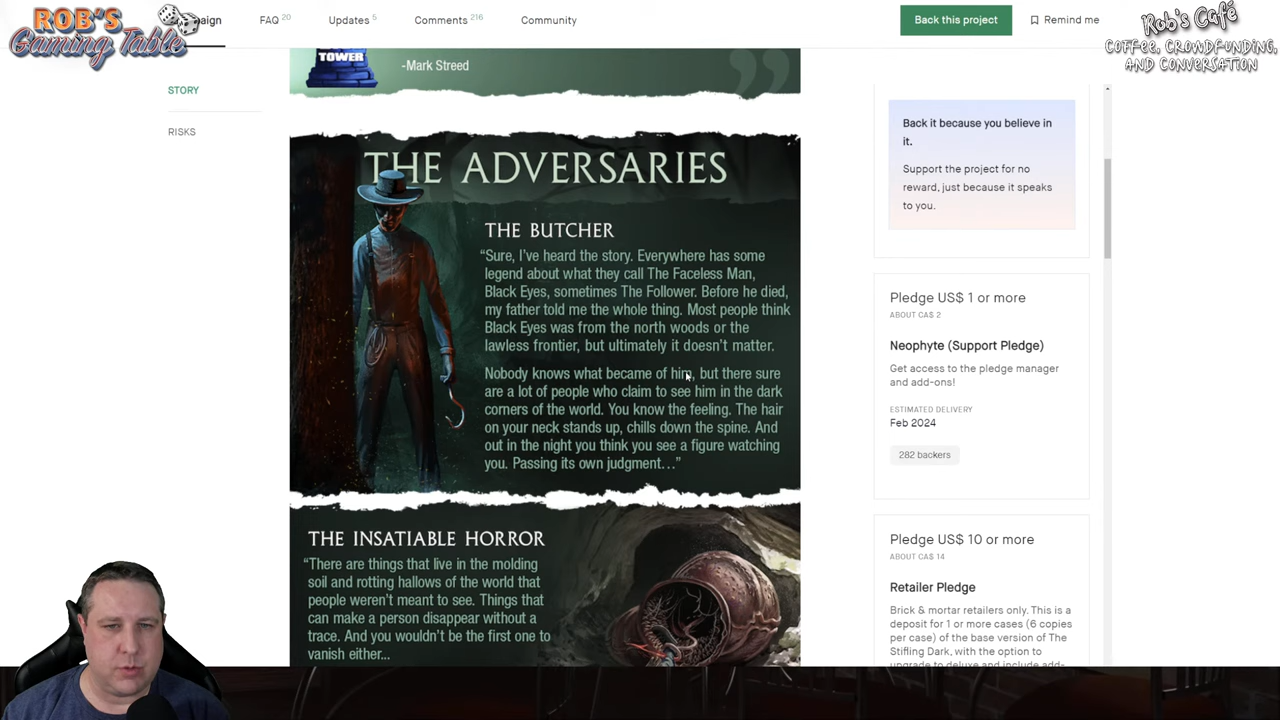 ROB'S
Gaming Table
paign
FAQ 20
Updates 5
Comments 216
Community
Back this project
Remind me
Rob's Café
COFFEE, CROWDFUNDING,
AND CONVERSATION
TOWER
-Mark Streed
STORY
RISKS
THE ADVERSARIES
THE BUTCHER
“Sure, I've heard the story. Everywhere has some
legend about what they call The Faceless Man,
Black Eyes, sometimes The Follower. Before he died,
my father told me the whole thing. Most people think
Black Eyes was from the north woods or the
lawless frontier, but ultimately it doesn't matter.
Nobody knows what became of him, but there sure
are a lot of people who claim to see him in the dark
corners of the world. You know the feeling. The hair
on your neck stands up, chills down the spine. And
out in the night you think you see a figure watching
you. Passing its own judgment…”
THE INSATIABLE HORROR
“There are things that live in the molding
soil and rotting hallows of the world that
people weren't meant to see. Things that
can make a person disappear without a
trace. And you wouldn't be the first one to
vanish either...
Back it because you believe in
it.
Support the project for no
reward, just because it speaks
to you.
Pledge US$ 1 or more
ABOUT CA$ 2
Neophyte (Support Pledge)
Get access to the pledge manager
and add-ons!
ESTIMATED DELIVERY
Feb 2024
282 backers
Pledge US$ 10 or more
ABOUT CA$ 14
Retailer Pledge
Brick & mortar retailers only. This is a
deposit for 1 or more cases (6 copies
per case) of the base version of The
Stifling Dark, with the option to
upgrade to deluxe and include add-